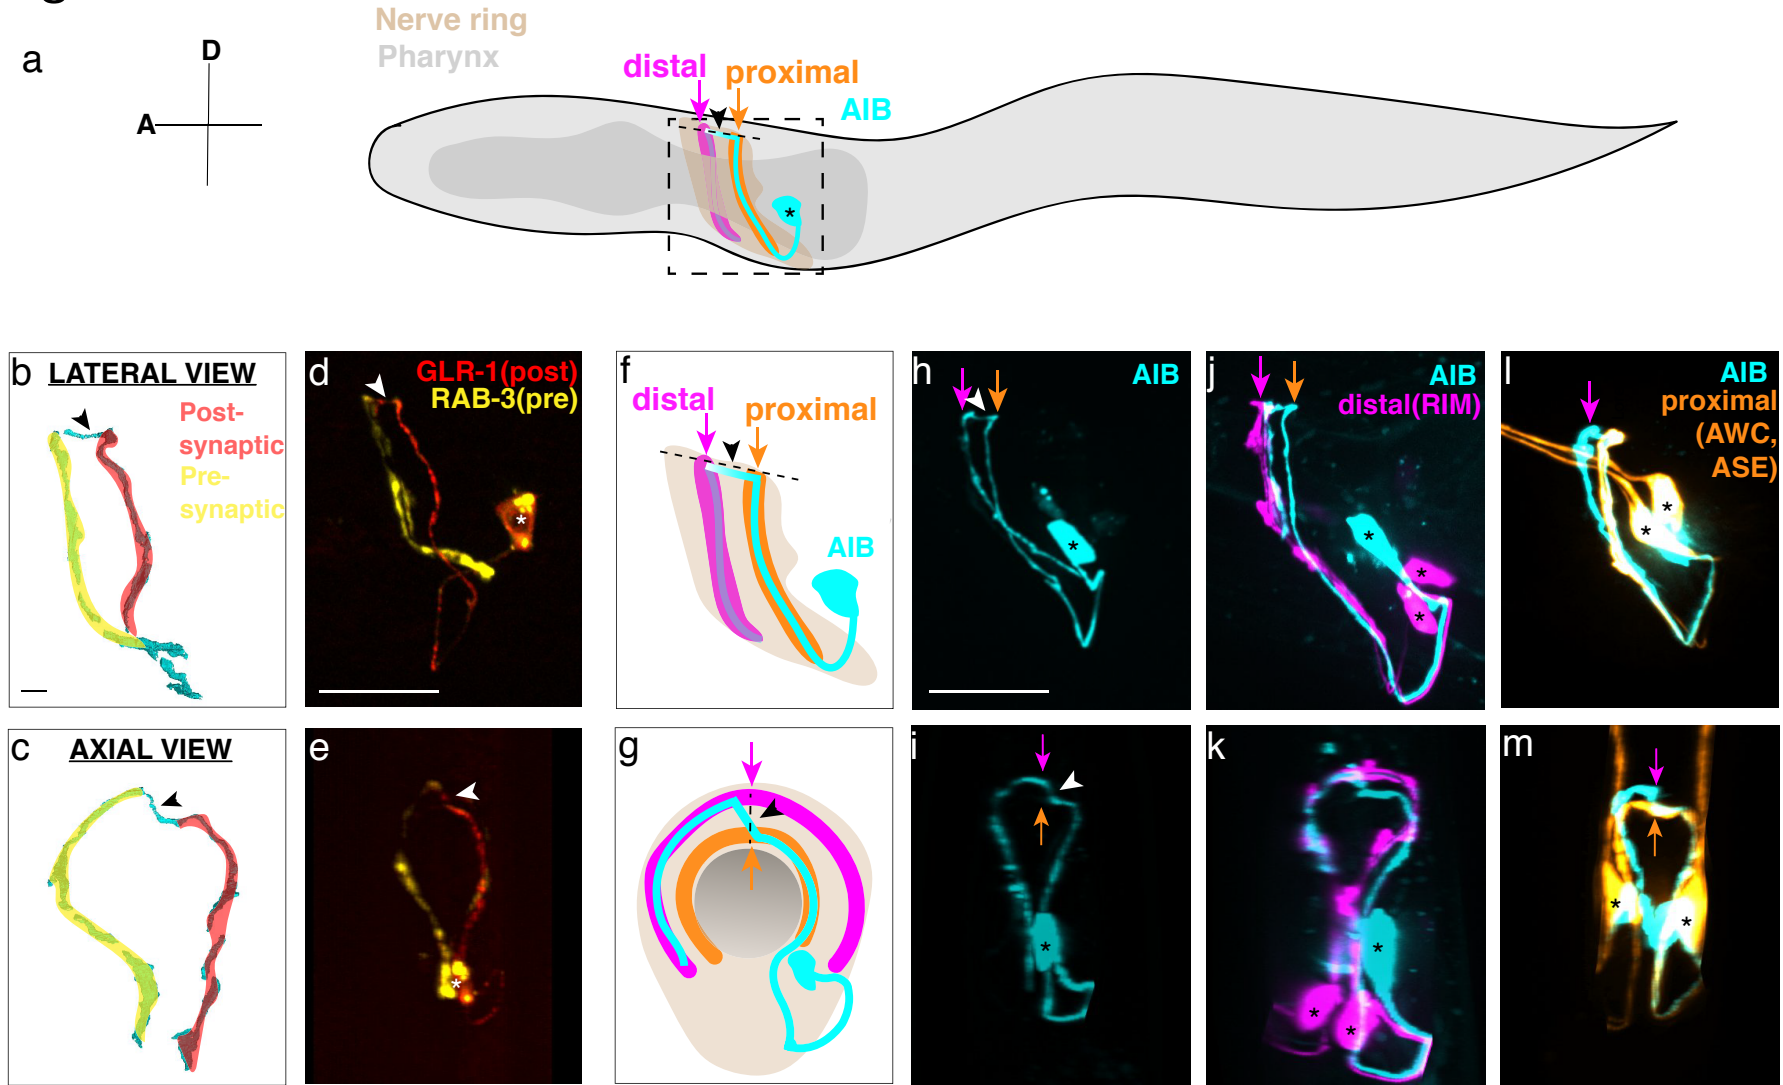 a
D
A
Nerve ring
Pharynx
distal
proximal
AIB
*
b
LATERAL VIEW
Post-
synaptic
Pre-
synaptic
d
GLR-1(post)
RAB-3(pre)
*
f
distal
proximal
AIB
h
AIB
*
j
AIB
distal(RIM)
*
*
*
l
AIB
proximal
(AWC,
ASE)
*
*
c
AXIAL VIEW
e
*
g
i
*
k
*
*
*
m
*
*